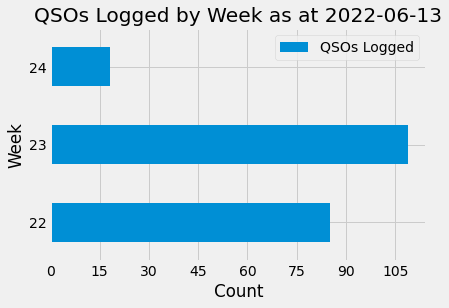 QSOs Logged by Week as at 2022-06-13
QSOs Logged
24
23
22
Week
0 15 30 45 60 75 90 105
Count